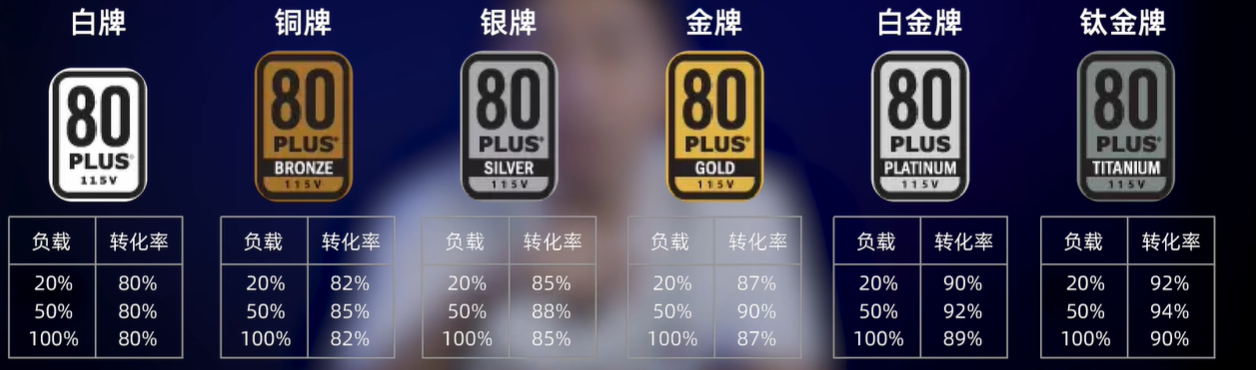 白牌 铜牌 银牌 金牌 白金牌 钛金牌
80 80 80 80 80 80
PLUS® PLUS® PLUS® PLUS® PLUS PLUS®
BRONZE SILVER GOLD PLATINUM TITANIUM
115V 115V 115V 115V 115V 115V
负载 转化率 负载 转化率 负载 转化率 负载 转化率 负载 转化率 负载 转化率
20% 80% 20% 82% 20% 85% 20% 87% 20% 90% 20% 92%
50% 80% 50% 85% 50% 88% 50% 90% 50% 92% 50% 94%
100% 80% 100% 82% 100% 85% 100% 87% 100% 89% 100% 90%